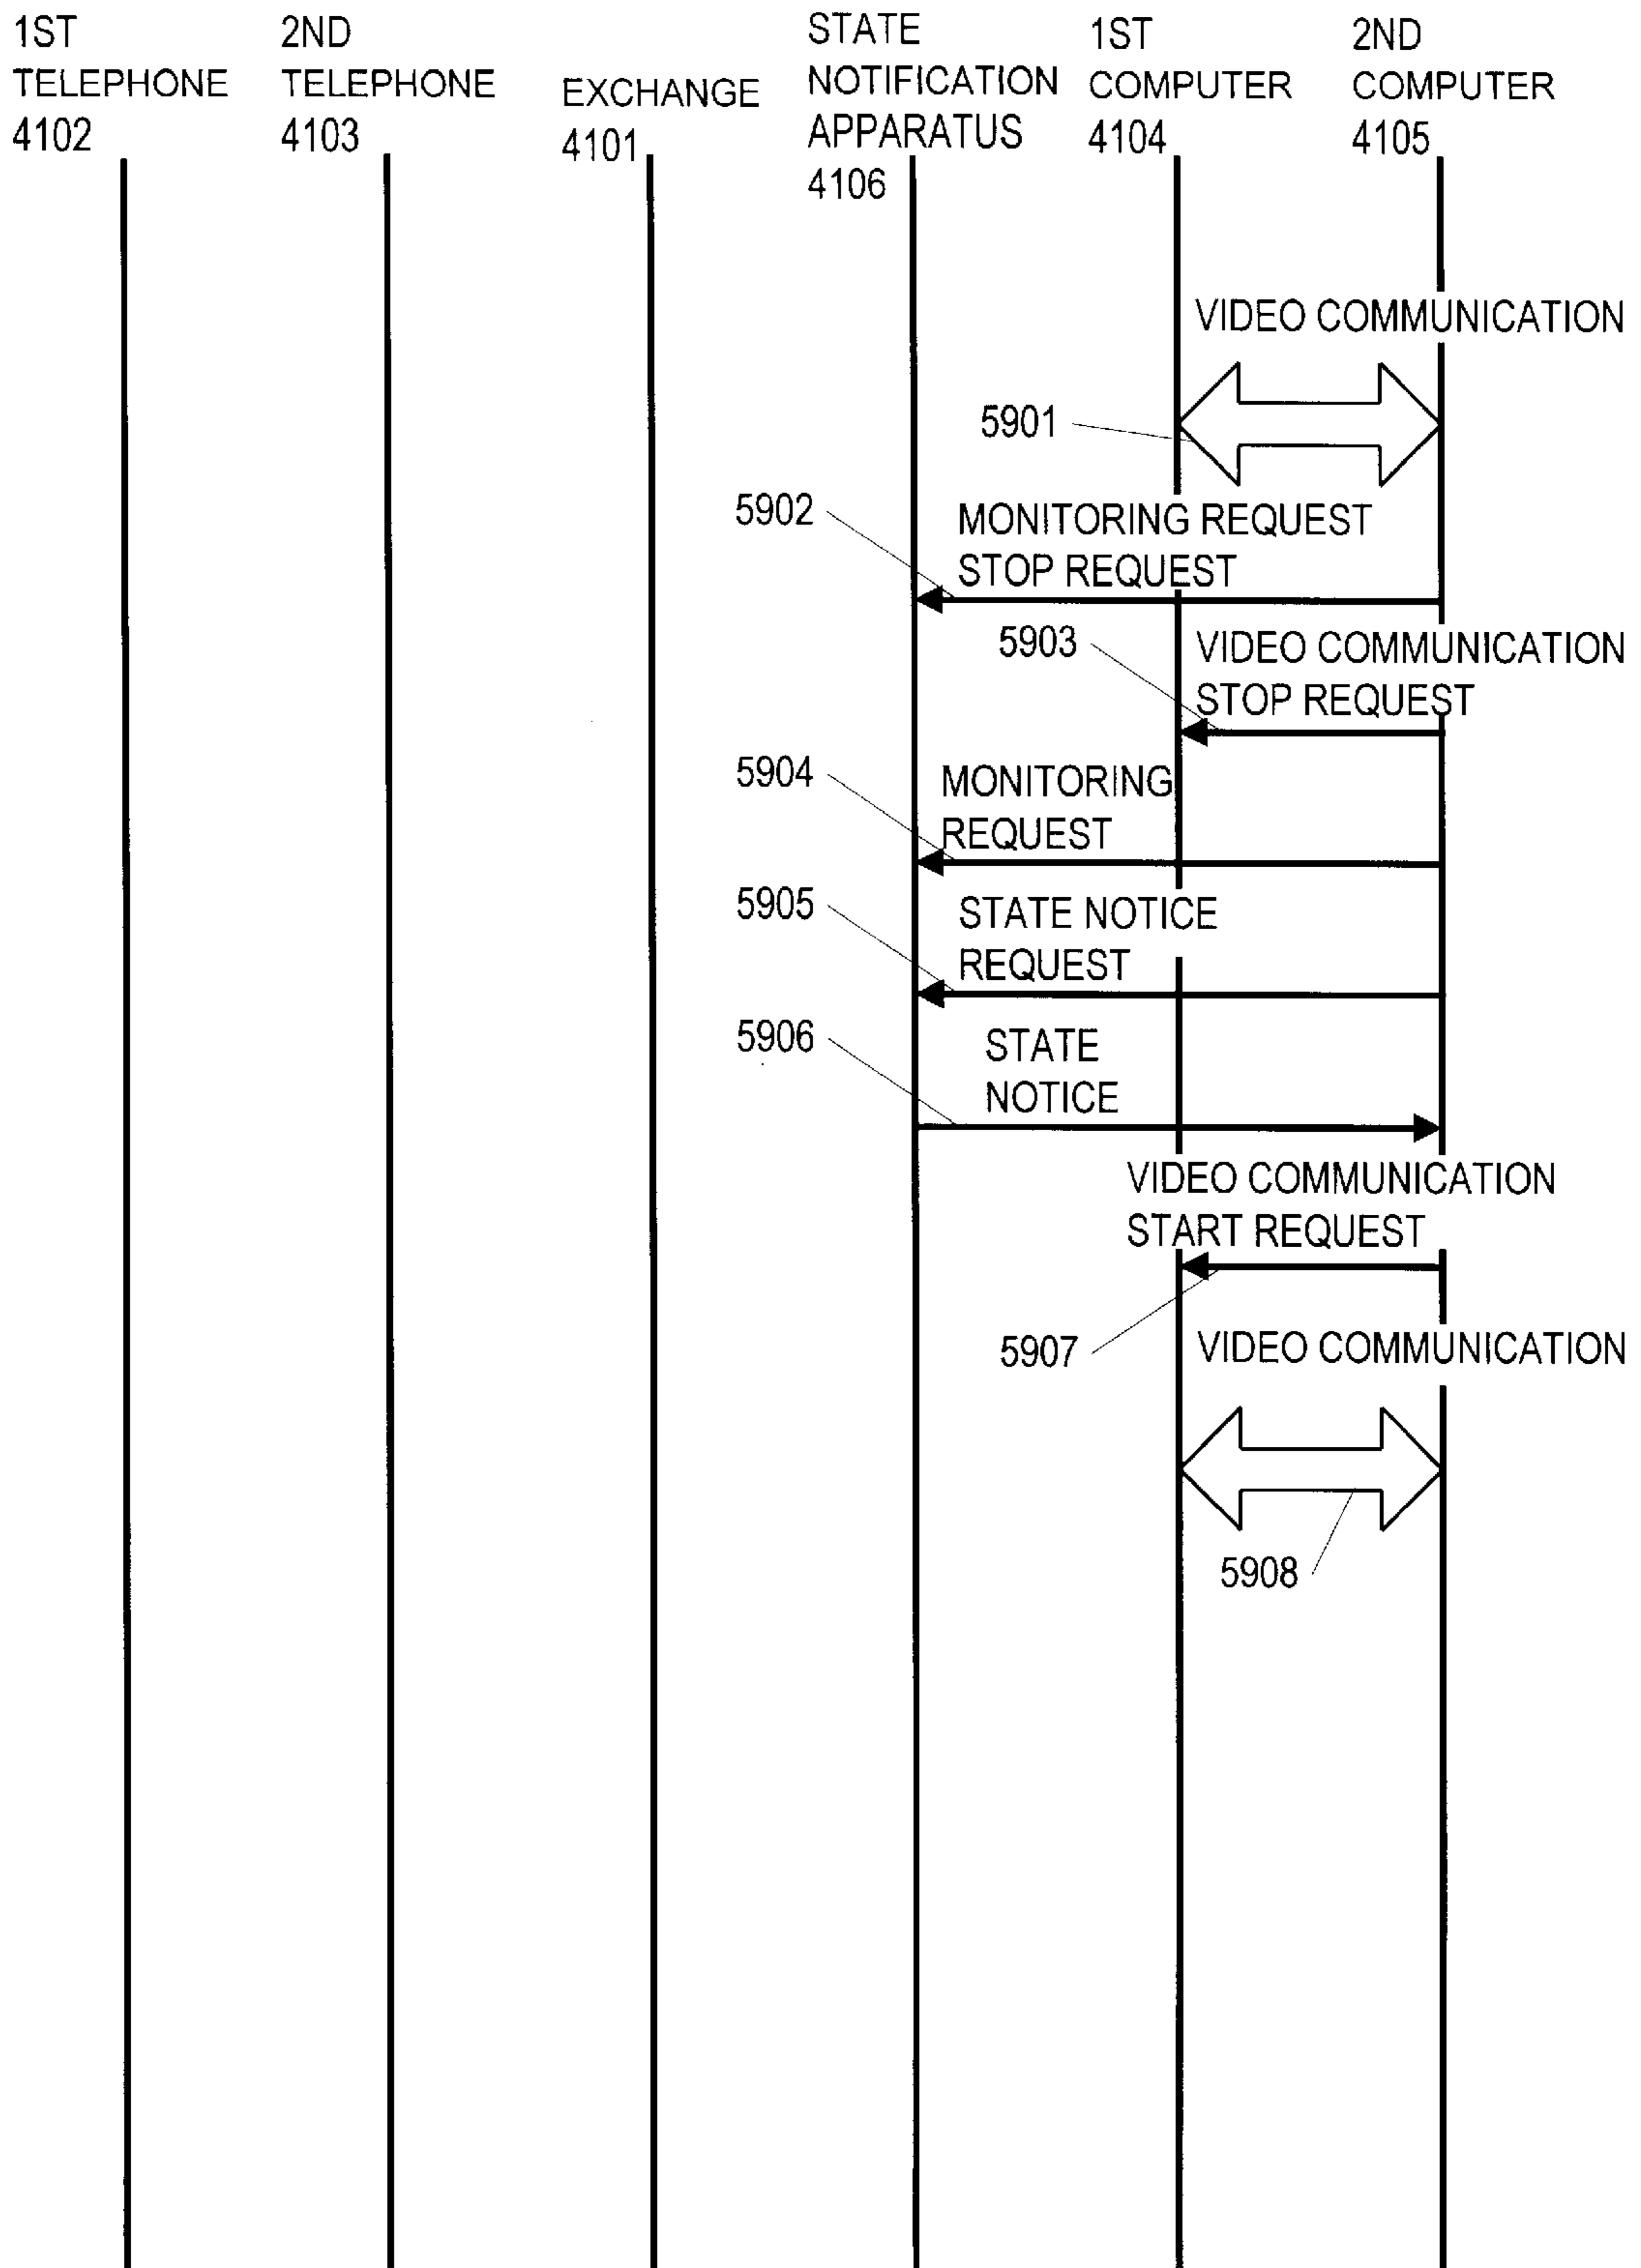 1ST
TELEPHONE
4102
2ND
TELEPHONE
4103
EXCHANGE
4101
STATE
NOTIFICATION
APPARATUS
4106
1ST
COMPUTER
4104
2ND
COMPUTER
4105
VIDEO COMMUNICATION
5901
5902
MONITORING REQUEST
STOP REQUEST
5903
VIDEO COMMUNICATION
STOP REQUEST
5904
MONITORING
REQUEST
5905
STATE NOTICE
REQUEST
5906
STATE
NOTICE
VIDEO COMMUNICATION
START REQUEST
5907
VIDEO COMMUNICATION
5908